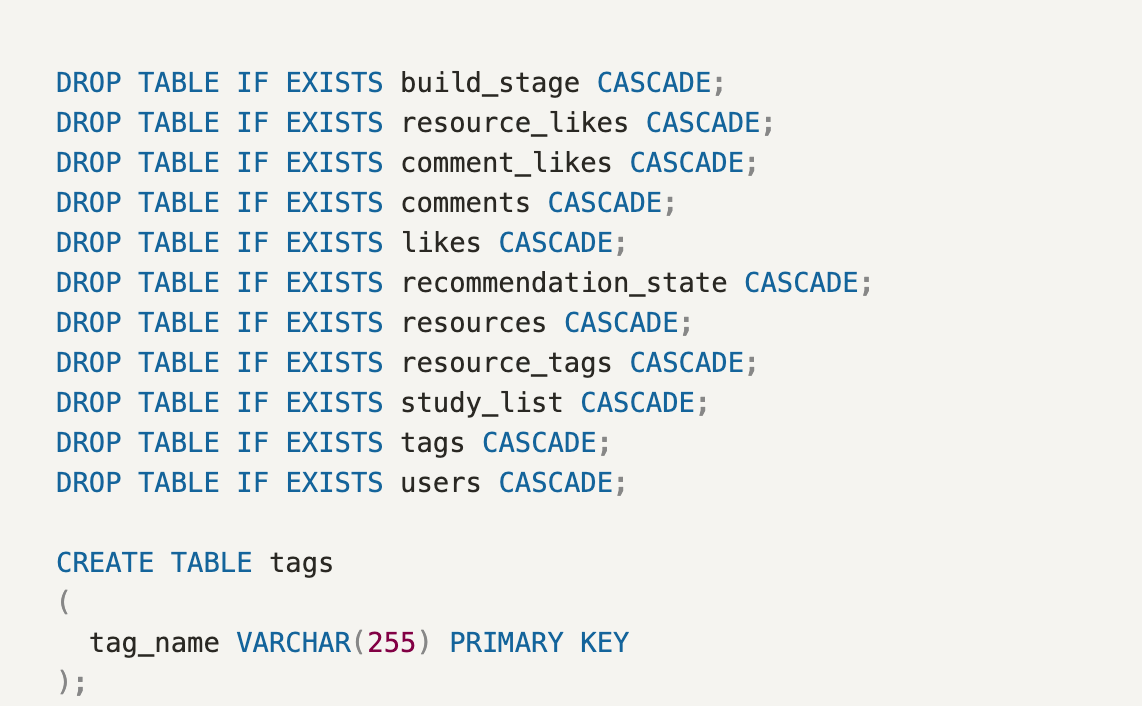 DROP TABLE IF EXISTS build_stage CASCADE;
DROP TABLE IF EXISTS resource_likes CASCADE;
DROP TABLE IF EXISTS comment_likes CASCADE;
DROP TABLE IF EXISTS comments CASCADE;
DROP TABLE IF EXISTS likes CASCADE;
DROP TABLE IF EXISTS recommendation_state CASCADE;
DROP TABLE IF EXISTS resources CASCADE;
DROP TABLE IF EXISTS resource_tags CASCADE;
DROP TABLE IF EXISTS study_list CASCADE;
DROP TABLE IF EXISTS tags CASCADE;
DROP TABLE IF EXISTS users CASCADE;

CREATE TABLE tags
(
  tag_name VARCHAR(255) PRIMARY KEY
);